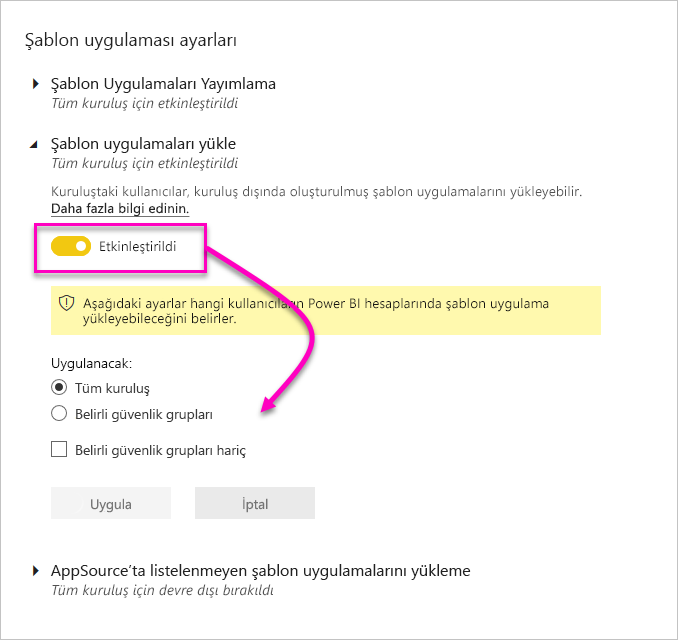 Şablon uygulaması ayarları
Şablon Uygulamaları Yayımlama
Tüm kuruluş için etkinleştirildi
Şablon uygulamaları yükle
Tüm kuruluş için etkinleştirildi
Kuruluştaki kullanıcılar, kuruluş dışında oluşturulmuş şablon uygulamalarını yükleyebilir.
Daha fazla bilgi edinin.
Etkinleştirildi
Aşağıdaki ayarlar hangi kullanıcıların Power BI hesaplarında şablon uygulama
yükleyebileceğini belirler.
Uygulanacak:
Tüm kuruluş
Belirli güvenlik grupları
Belirli güvenlik grupları hariç
Uygula
İptal
AppSource’ta listelenmeyen şablon uygulamalarını yükleme
Tüm kuruluş için devre dışı bırakıldı